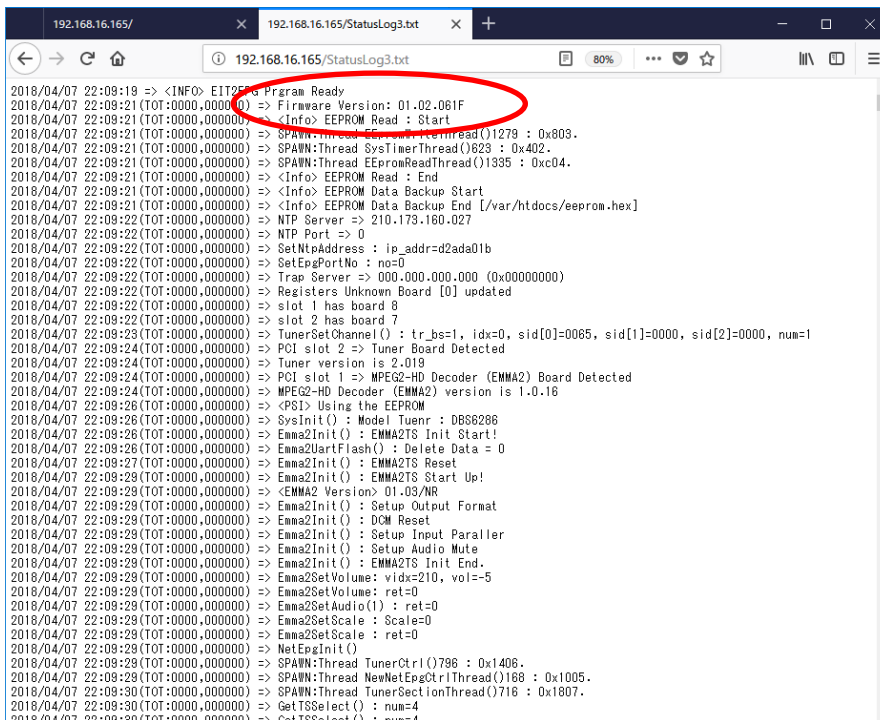 192.168.16.165/
192.168.16.165/StatusLog3.txt
192.168.16.165/StatusLog3.txt
80%
2018/04/07 22:09:19 => <INFO> EIT2EPG Prgram Ready
2018/04/07 22:09:21(TOT:0000,000000) => Firmware Version: 01.02.061F
2018/04/07 22:09:21(TOT:0000,000000) => <Info> EEPROM Read : Start
2018/04/07 22:09:21(TOT:0000,000000) => SPAWN:Thread EEpromWriteThread()1279 : 0x803.
2018/04/07 22:09:21(TOT:0000,000000) => SPAWN:Thread SysTimerThread()623 : 0x402.
2018/04/07 22:09:21(TOT:0000,000000) => SPAWN:Thread EEpromReadThread()1335 : 0xc04.
2018/04/07 22:09:21(TOT:0000,000000) => <Info> EEPROM Read : End
2018/04/07 22:09:21(TOT:0000,000000) => <Info> EEPROM Data Backup Start
2018/04/07 22:09:21(TOT:0000,000000) => <Info> EEPROM Data Backup End [/var/htdocs/eeprom.hex]
2018/04/07 22:09:22(TOT:0000,000000) => NTP Server => 210.173.160.027
2018/04/07 22:09:22(TOT:0000,000000) => NTP Port => 0
2018/04/07 22:09:22(TOT:0000,000000) => SetNtpAddress : ip_addr=d2ada01b
2018/04/07 22:09:22(TOT:0000,000000) => SetEpgPortNo : no=0
2018/04/07 22:09:22(TOT:0000,000000) => Trap Server => 000.000.000.000 (0x00000000)
2018/04/07 22:09:22(TOT:0000,000000) => Registers Unknown Board [0] updated
2018/04/07 22:09:22(TOT:0000,000000) => slot 1 has board 8
2018/04/07 22:09:22(TOT:0000,000000) => slot 2 has board 7
2018/04/07 22:09:23(TOT:0000,000000) => TunerSetChannel() : tr_bs=1, idx=0, sid[0]=0065, sid[1]=0000, sid[2]=0000, num=1
2018/04/07 22:09:24(TOT:0000,000000) => PCI slot 2 => Tuner Board Detected
2018/04/07 22:09:24(TOT:0000,000000) => Tuner version is 2.019
2018/04/07 22:09:24(TOT:0000,000000) => PCI slot 1 => MPEG2-HD Decoder (EMMA2) Board Detected
2018/04/07 22:09:24(TOT:0000,000000) => MPEG2-HD Decoder (EMMA2) version is 1.0.16
2018/04/07 22:09:26(TOT:0000,000000) => <PSI> Using the EEPROM
2018/04/07 22:09:26(TOT:0000,000000) => SysInit() : Model Tuenr : DBS6286
2018/04/07 22:09:26(TOT:0000,000000) => Emma2Init() : EMMA2TS Init Start!
2018/04/07 22:09:26(TOT:0000,000000) => Emma2UartFlash() : Delete Data = 0
2018/04/07 22:09:27(TOT:0000,000000) => Emma2Init() : EMMA2TS Reset
2018/04/07 22:09:29(TOT:0000,000000) => Emma2Init() : EMMA2TS Start Up!
2018/04/07 22:09:29(TOT:0000,000000) => <EMMA2 Version> 01.03/NR
2018/04/07 22:09:29(TOT:0000,000000) => Emma2Init() : Setup Output Format
2018/04/07 22:09:29(TOT:0000,000000) => Emma2Init() : DCM Reset
2018/04/07 22:09:29(TOT:0000,000000) => Emma2Init() : Setup Input Paraller
2018/04/07 22:09:29(TOT:0000,000000) => Emma2Init() : Setup Audio Mute
2018/04/07 22:09:29(TOT:0000,000000) => Emma2Init() : EMMA2TS Init End.
2018/04/07 22:09:29(TOT:0000,000000) => Emma2SetVolume: vidx=210, vol=-5
2018/04/07 22:09:29(TOT:0000,000000) => Emma2SetVolume: ret=0
2018/04/07 22:09:29(TOT:0000,000000) => Emma2SetAudio(1) : ret=0
2018/04/07 22:09:29(TOT:0000,000000) => Emma2SetScale : Scale=0
2018/04/07 22:09:29(TOT:0000,000000) => Emma2SetScale : ret=0
2018/04/07 22:09:29(TOT:0000,000000) => NetEpgInit()
2018/04/07 22:09:29(TOT:0000,000000) => SPAWN:Thread TunerCtrl()796 : 0x1406.
2018/04/07 22:09:29(TOT:0000,000000) => SPAWN:Thread NewNetEpgCtrlThread()168 : 0x1005.
2018/04/07 22:09:30(TOT:0000,000000) => SPAWN:Thread TunerSectionThread()716 : 0x1807.
2018/04/07 22:09:30(TOT:0000,000000) => GetTSSelect() : num=4
2018/04/07 22:09:30(TOT:0000,000000) => GetTSSelect() : num=4